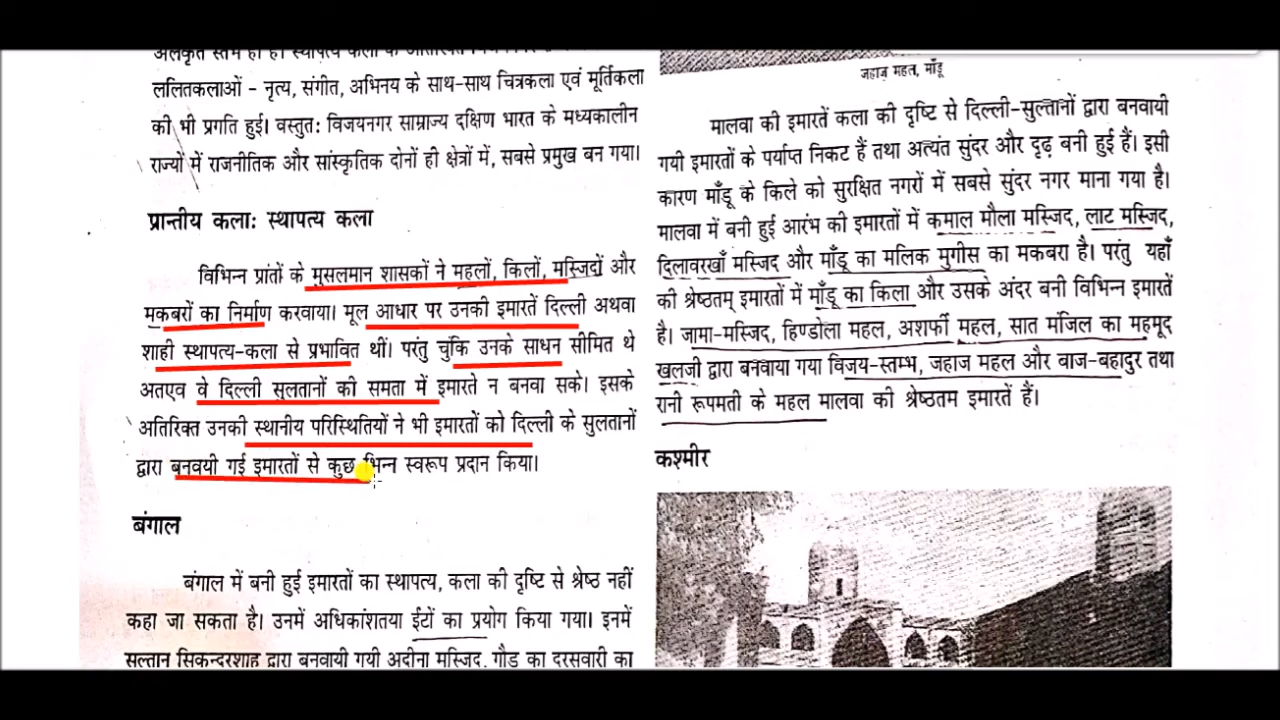 ललितकलाओं - नृत्य, संगीत, अभिनय के साथ-साथ चित्रकला एवं मूर्तिकला
की भी प्रगति हुई। वस्तुतः विजयनगर साम्राज्य दक्षिण भारत के मध्यकालीन
राज्यों में राजनीतिक और सांस्कृतिक दोनों ही क्षेत्रों में, सबसे प्रमुख बन गया।
प्रान्तीय कला: स्थापत्य कला
विभिन्न प्रांतों के मुसलमान शासकों ने महलों, किलों, मस्जिदों और
मकबरों का निर्माण करवाया। मूल आधार पर उनकी इमारतें दिल्ली अथवा
शाही स्थापत्य-कला से प्रभावित थीं। परंतु चुंकि उनके साधन सीमित थे
अतएव वे दिल्ली सुलतानों की समता में इमारते न बनवा सके। इसके
अतिरिक्त उनकी स्थानीय परिस्थितियों ने भी इमारतों को दिल्ली के सुलतानों
द्वारा बनवयी गई इमारतों से कुछ भिन्न स्वरूप प्रदान किया।
बंगाल
बंगाल में बनी हुई इमारतों का स्थापत्य, कला की दृष्टि से श्रेष्ठ नहीं
कहा जा सकता है। उनमें अधिकांशतया ईटों का प्रयोग किया गया। इनमें
सुल्तान सिकन्दरशाह द्वारा बनवायी गयी अदीना मस्जिद, गौड़ का दरसवारी का
जहाज़ महल, माँडू
मालवा की इमारतें कला की दृष्टि से दिल्ली-सुल्तानों द्वारा बनवायी
गयी इमारतों के पर्याप्त निकट हैं तथा अत्यंत सुंदर और दृढ़ बनी हुई हैं। इसी
कारण माँडू के किले को सुरक्षित नगरों में सबसे सुंदर नगर माना गया है।
मालवा में बनी हुई आरंभ की इमारतों में कमाल मौला मस्जिद, लाट मस्जिद,
दिलावरखाँ मस्जिद और माँडू का मलिक मुगीस का मकबरा है। परंतु यहाँ
की श्रेष्ठतम् इमारतों में माँडू का किला और उसके अंदर बनी विभिन्न इमारतें
है। जामा-मस्जिद, हिण्डोला महल, अशर्फी महल, सात मंजिल का महमूद
खलजी द्वारा बनवाया गया विजय-स्तम्भ, जहाज महल और वाज-बहादुर तथा
रानी रूपमती के महल मालवा की श्रेष्ठतम इमारतें हैं।
कश्मीर